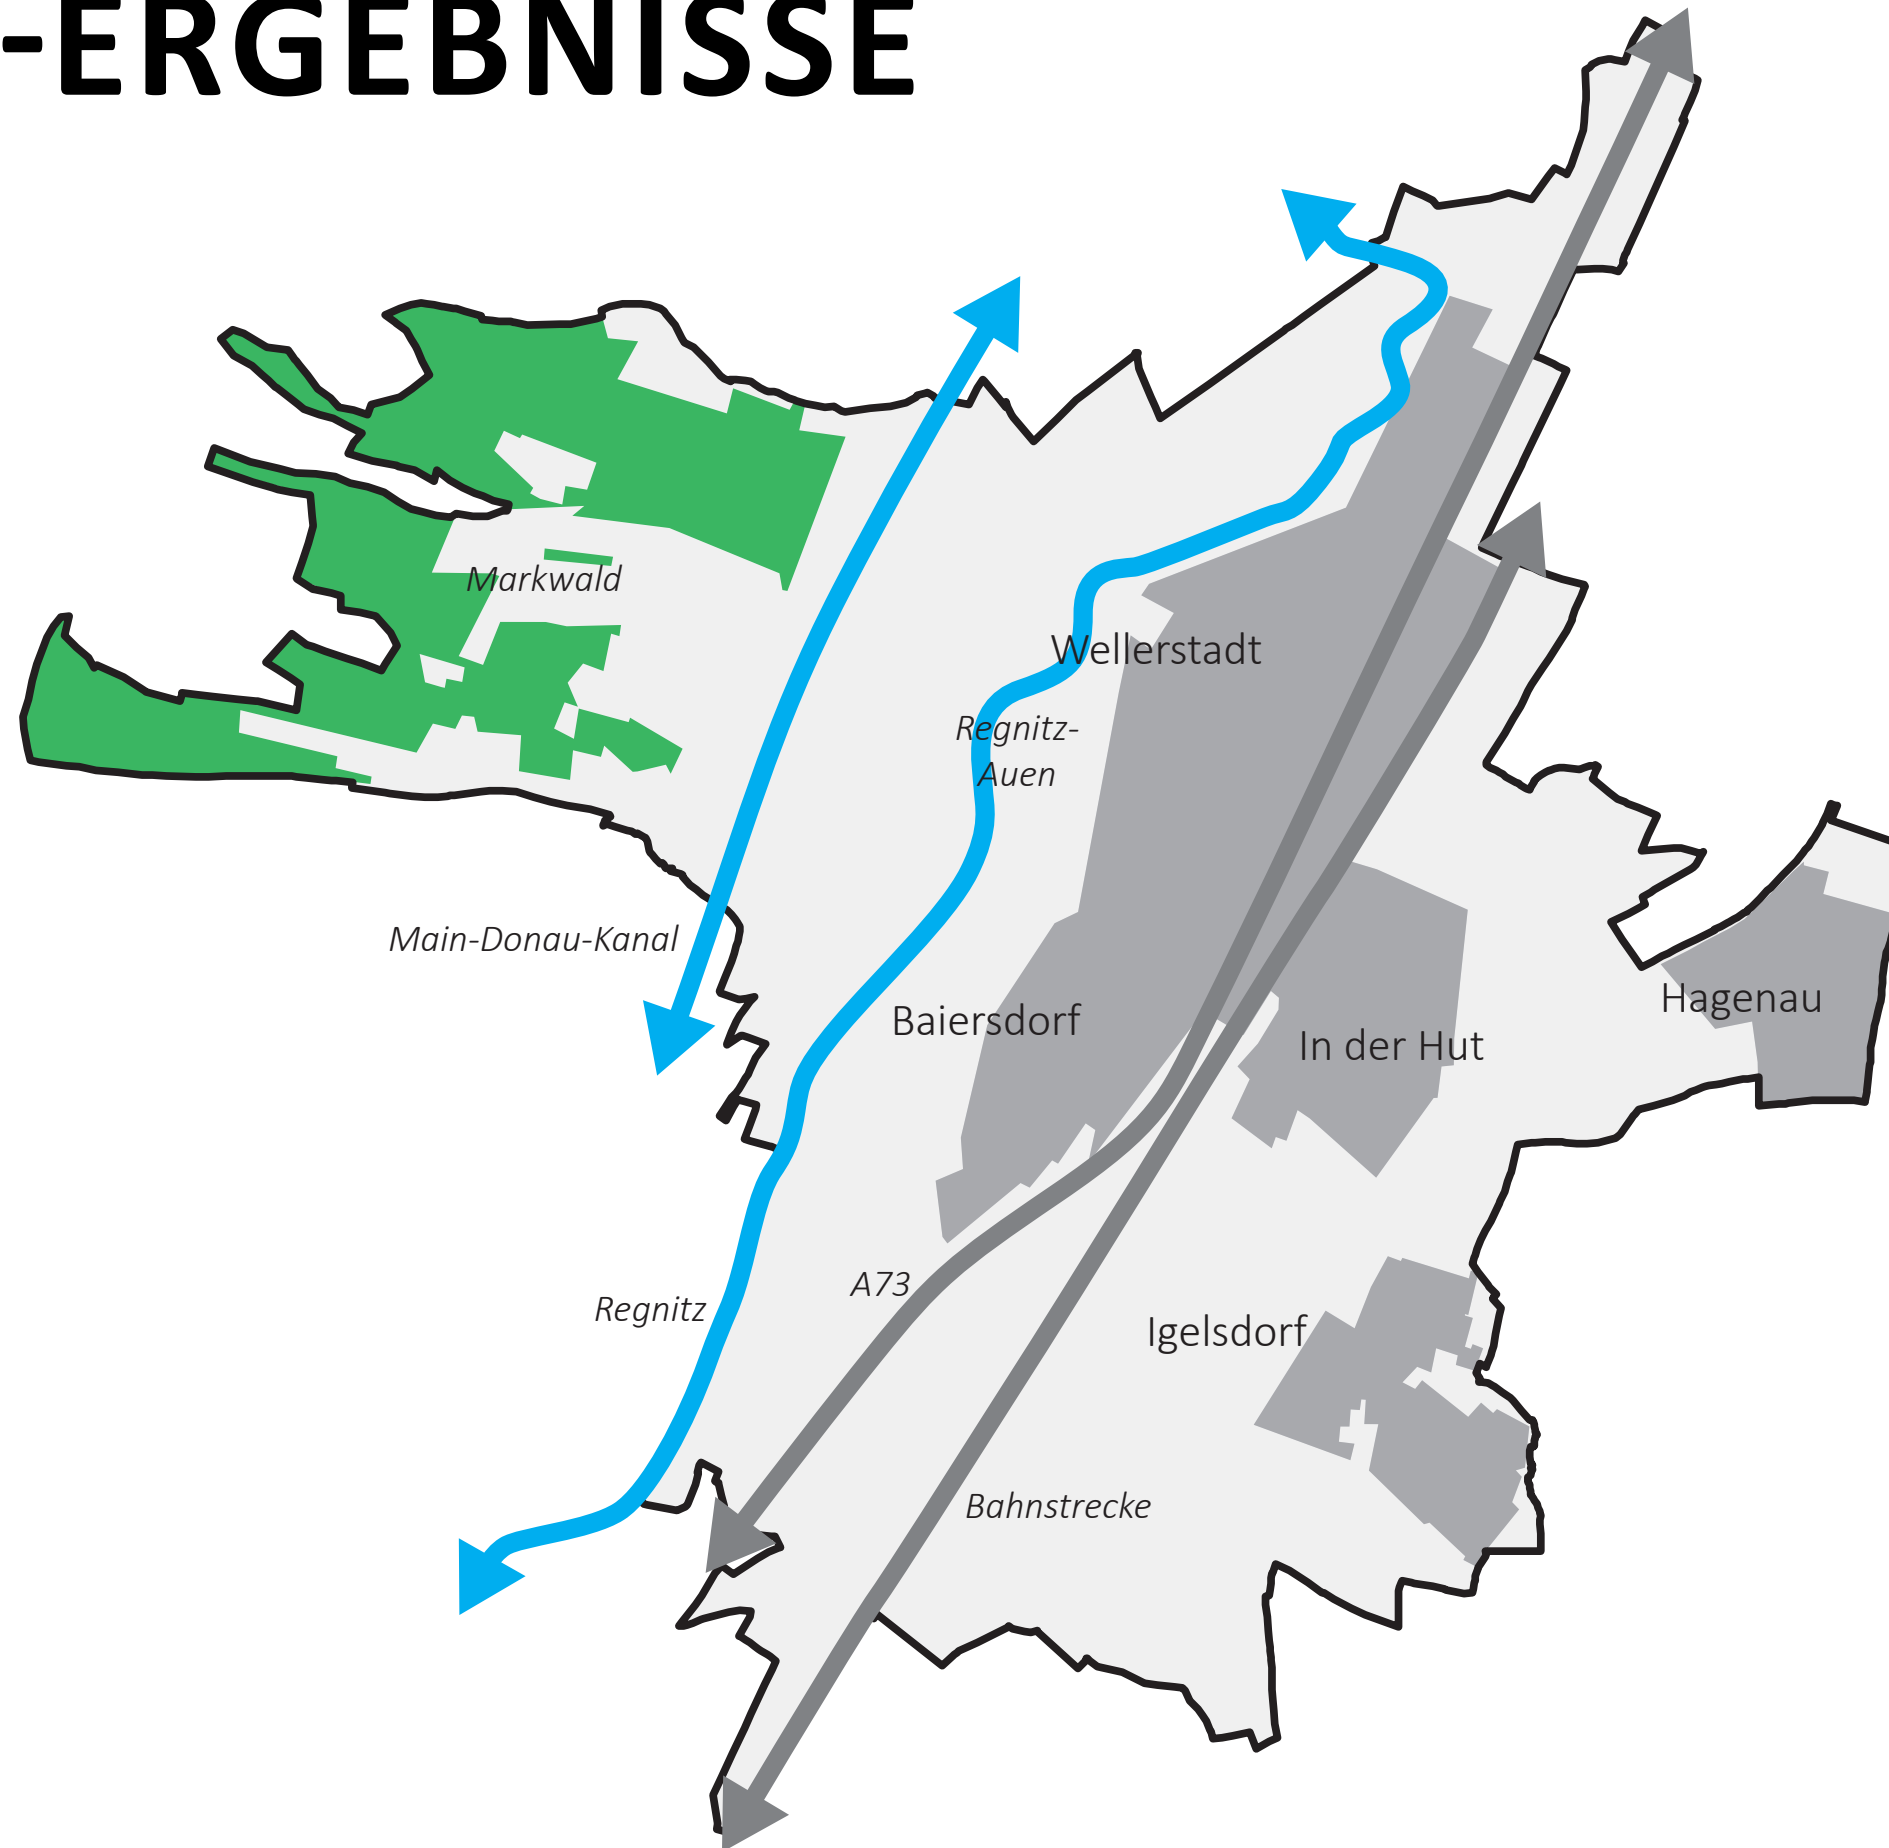 -ERGEBNISSE
Markwald
Wellerstadt
Regnitz-
Auen
Main-Donau-Kanal
Baiersdorf
In der Hut
Hagenau
A73
Regnitz
Igelsdorf
Bahnstrecke